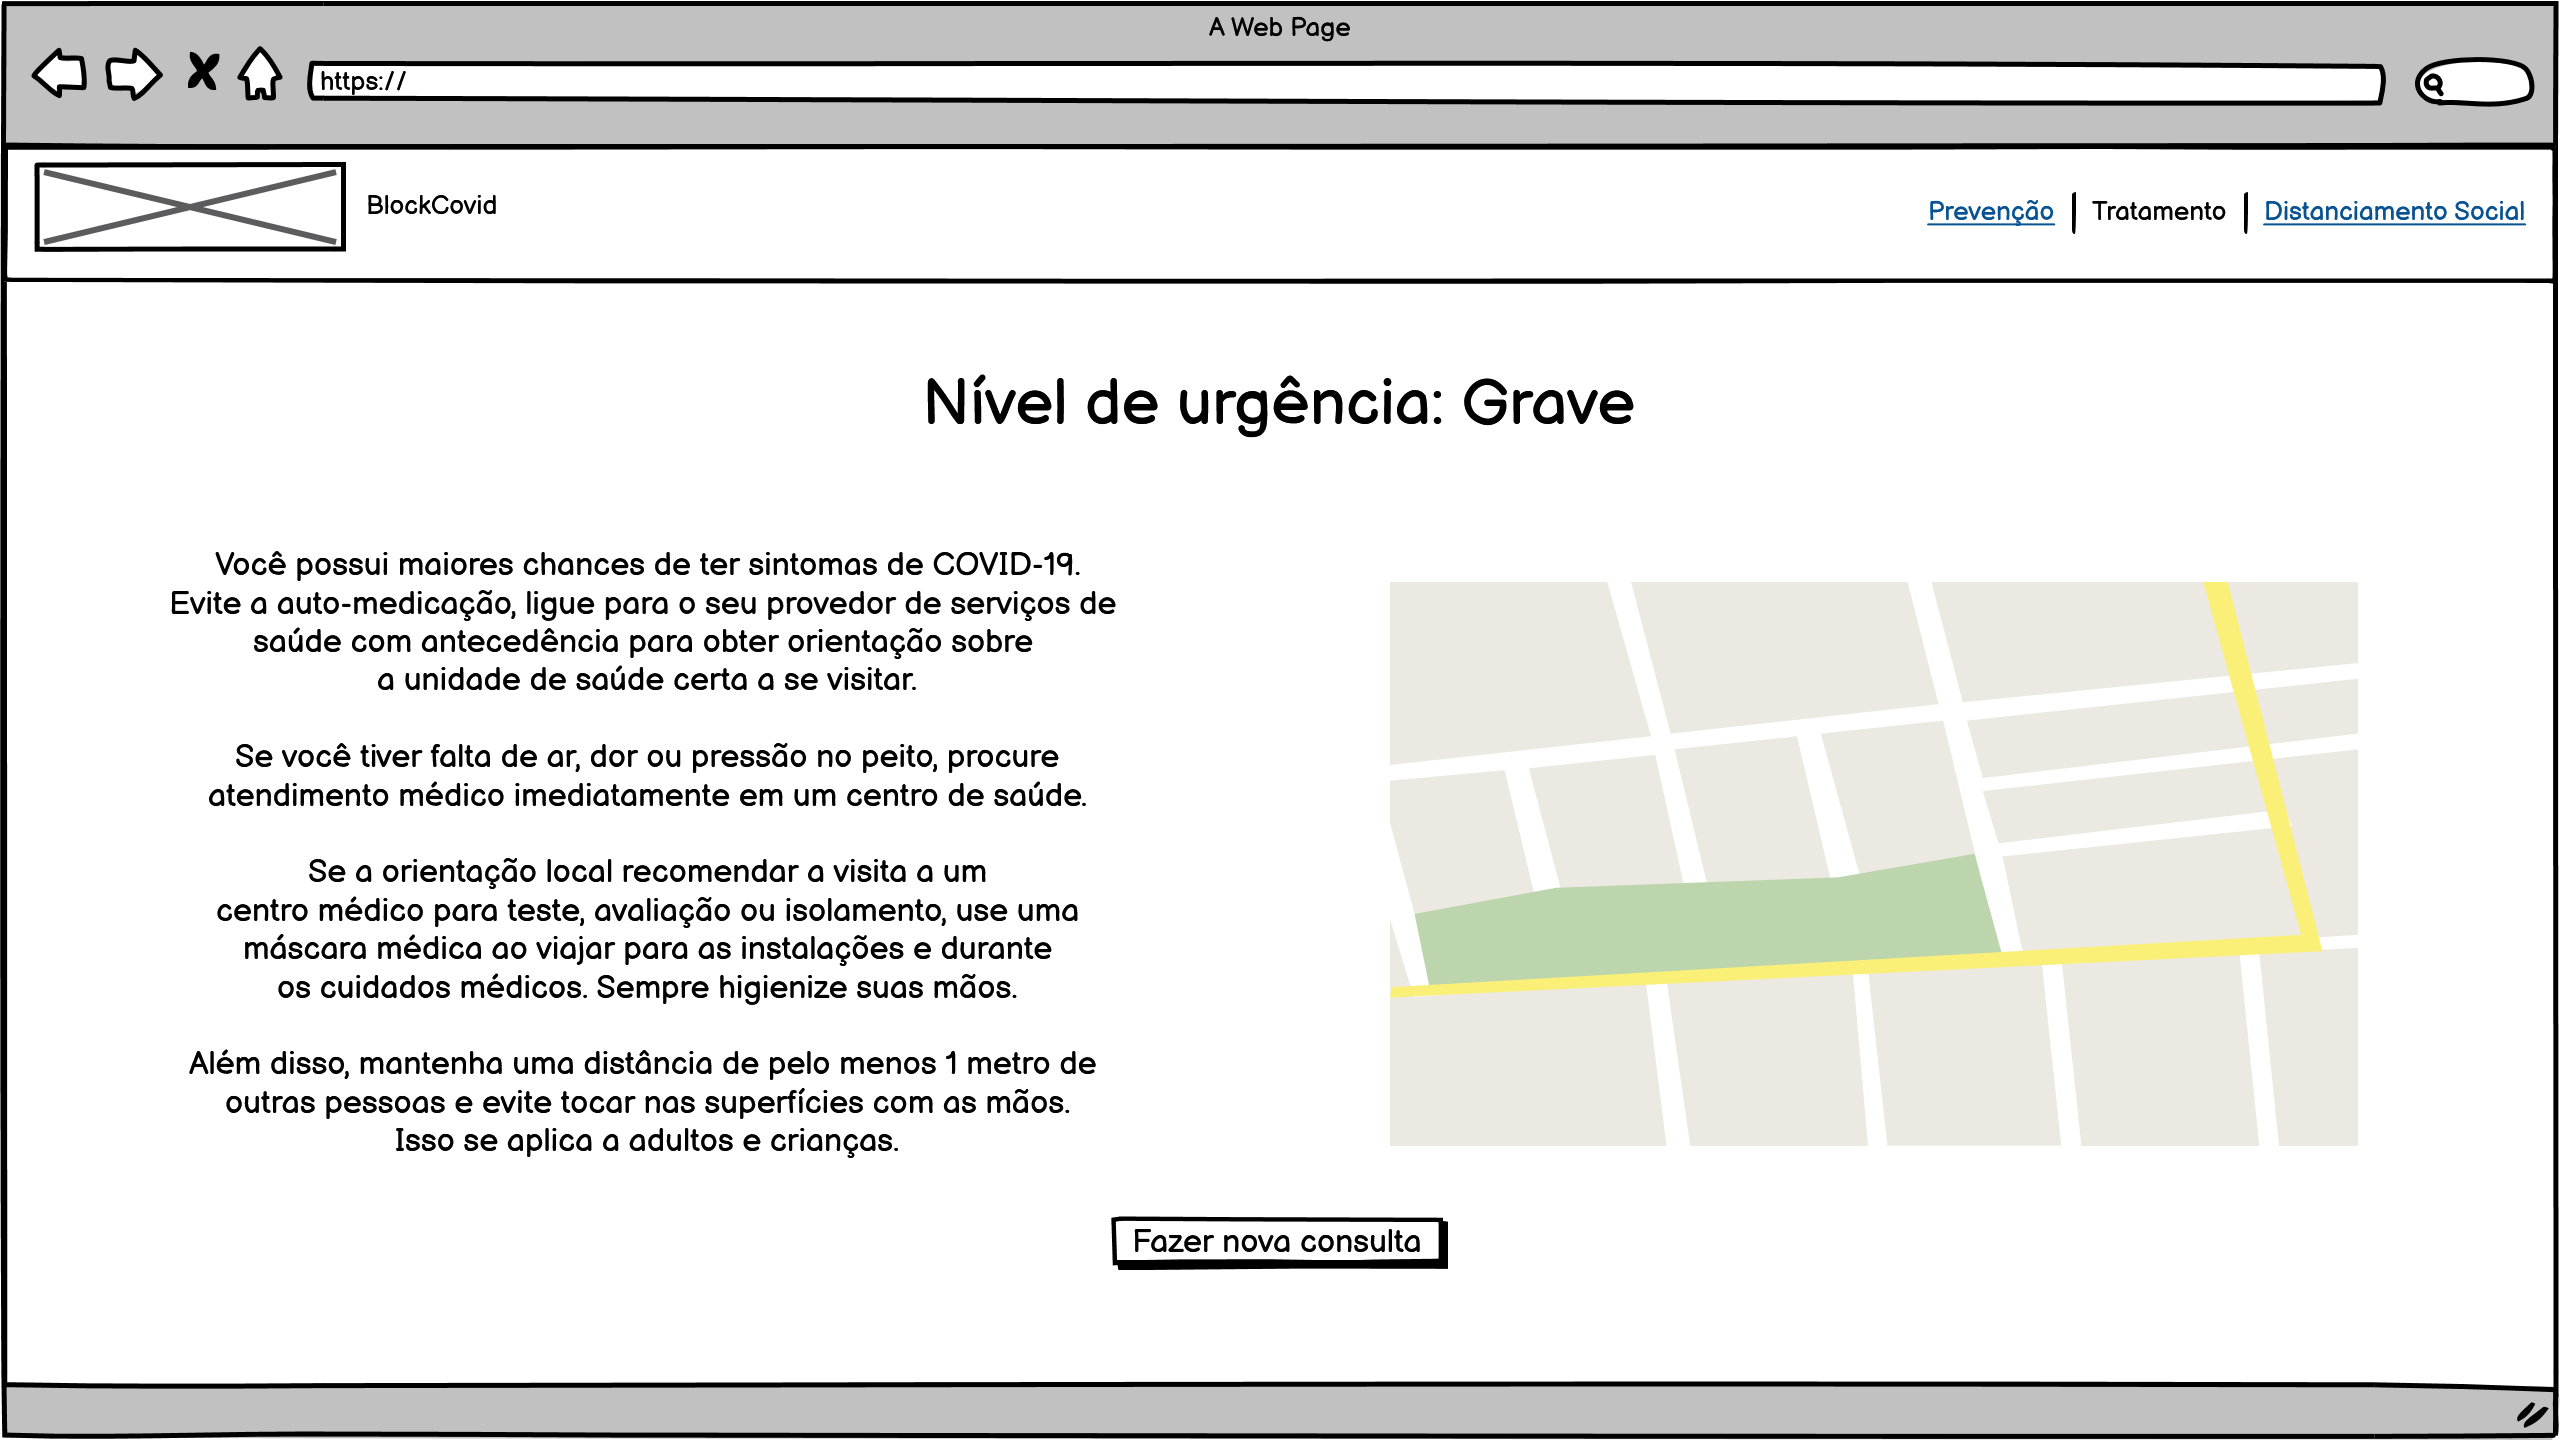 A Web Page
https://
BlockCovid
Prevenção | Tratamento | Distanciamento Social
Nível de urgência: Grave
Você possui maiores chances de ter sintomas de COVID-19.
Evite a auto-medicação, ligue para o seu provedor de serviços de
saúde com antecedência para obter orientação sobre
a unidade de saúde certa a se visitar.
Se você tiver falta de ar, dor ou pressão no peito, procure
atendimento médico imediatamente em um centro de saúde.
Se a orientação local recomendar a visita a um
centro médico para teste, avaliação ou isolamento, use uma
máscara médica ao viajar para as instalações e durante
os cuidados médicos. Sempre higienize suas mãos.
Além disso, mantenha uma distância de pelo menos 1 metro de
outras pessoas e evite tocar nas superfícies com as mãos.
Isso se aplica a adultos e crianças.
Fazer nova consulta